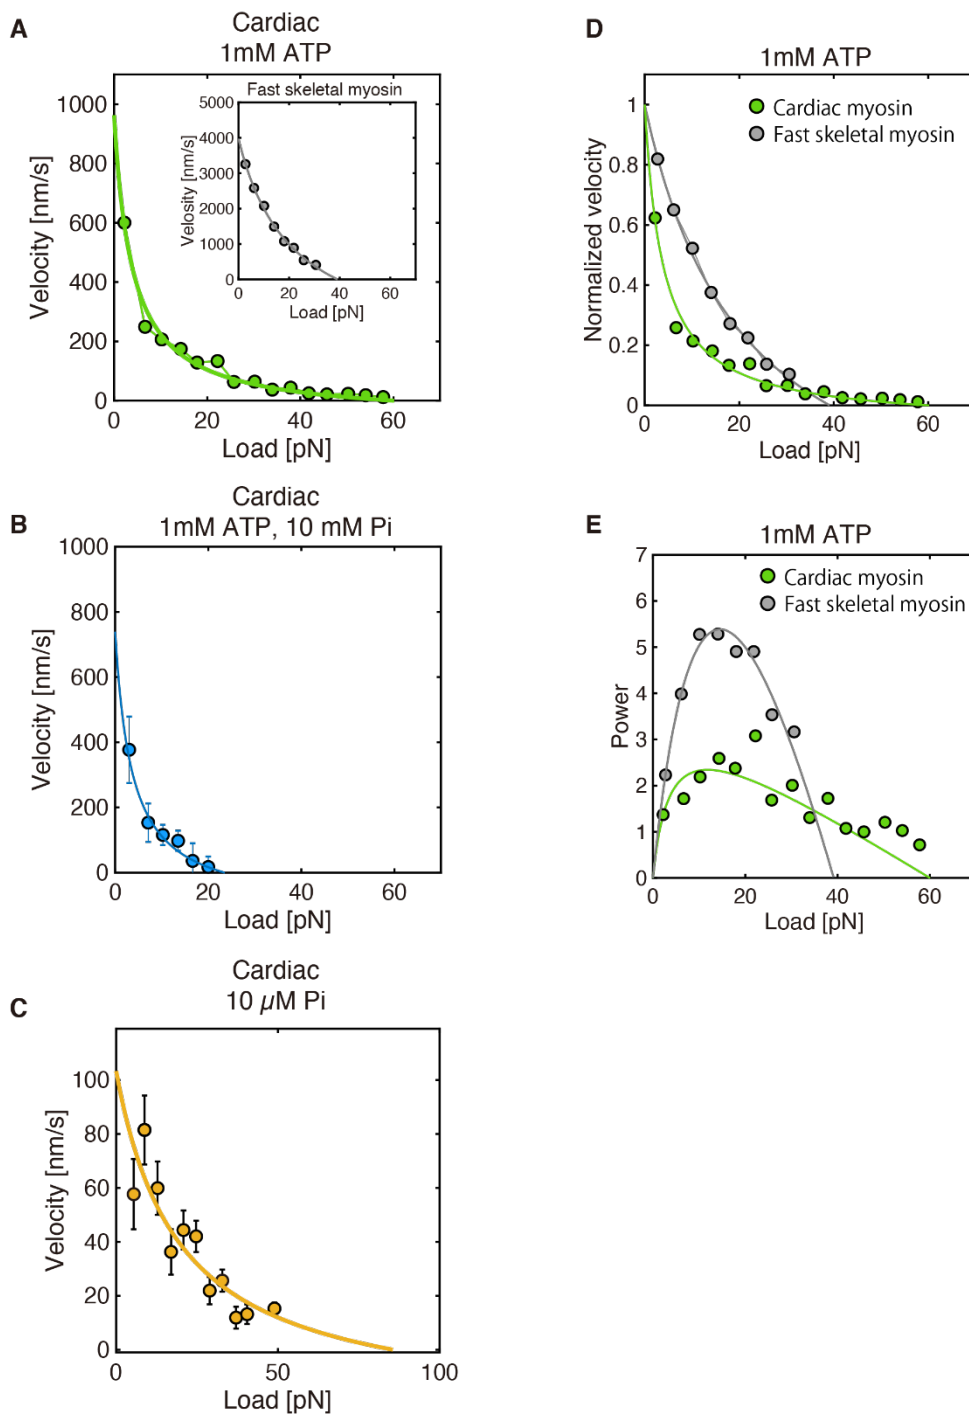 A
Cardiac
1mM ATP
Velocity [nm/s]
1000
800
600
400
200
0
0
20
40
60
Load [pN]
Fast skeletal myosin
Velosity [nm/s]
5000
4000
3000
2000
1000
0
0
20
40
60
Load [pN]
B
Cardiac
1mM ATP, 10 mM Pi
Velocity [nm/s]
1000
800
600
400
200
0
0
20
40
60
Load [pN]
C
Cardiac
10 µM Pi
Velocity [nm/s]
100
80
60
40
20
0
0
50
100
Load [pN]
D
1mM ATP
Normalized velocity
1
0.8
0.6
0.4
0.2
0
Cardiac myosin
Fast skeletal myosin
0
20
40
60
Load [pN]
E
1mM ATP
Power
7
6
5
4
3
2
1
0
Cardiac myosin
Fast skeletal myosin
0
20
40
60
Load [pN]